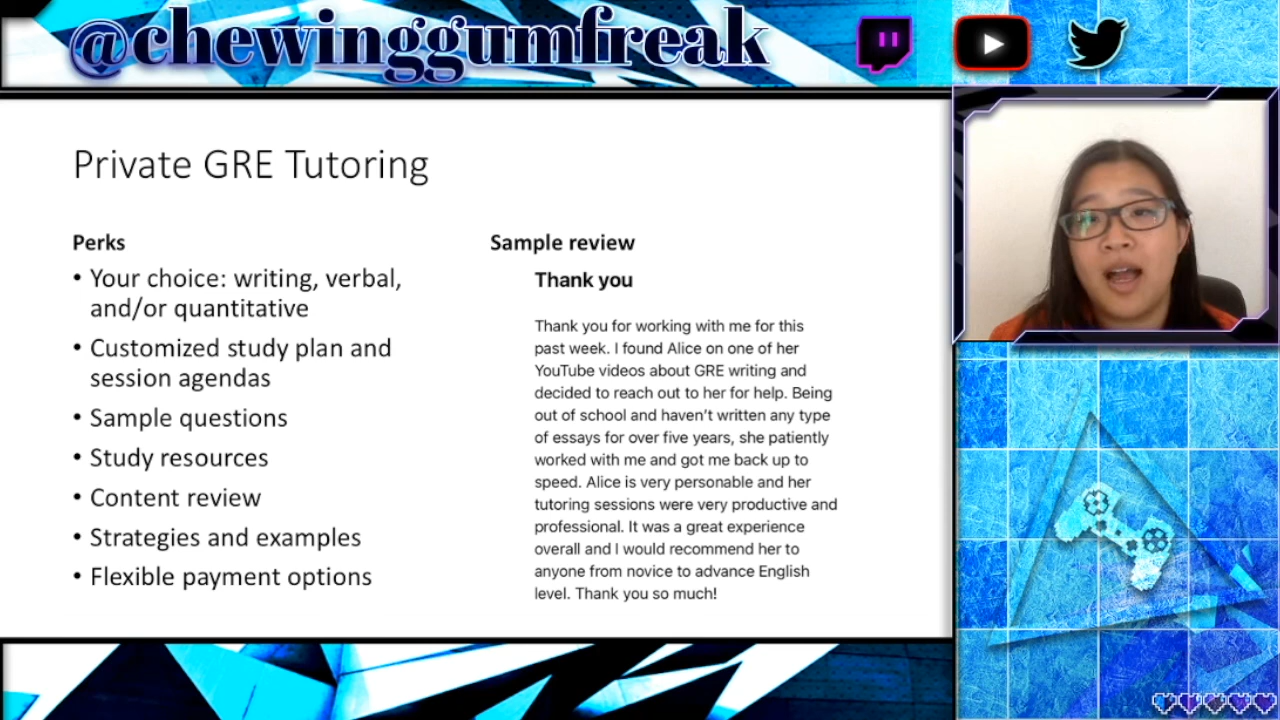 @chewinggumfreak
Private GRE Tutoring
Perks
• Your choice: writing, verbal,
and/or quantitative
• Customized study plan and
session agendas
• Sample questions
• Study resources
• Content review
• Strategies and examples
• Flexible payment options
Sample review
Thank you
Thank you for working with me for this
past week. I found Alice on one of her
YouTube videos about GRE writing and
decided to reach out to her for help. Being
out of school and haven't written any type
of essays for over five years, she patiently
worked with me and got me back up to
speed. Alice is very personable and her
tutoring sessions were very productive and
professional. It was a great experience
overall and I would recommend her to
anyone from novice to advance English
level. Thank you so much!